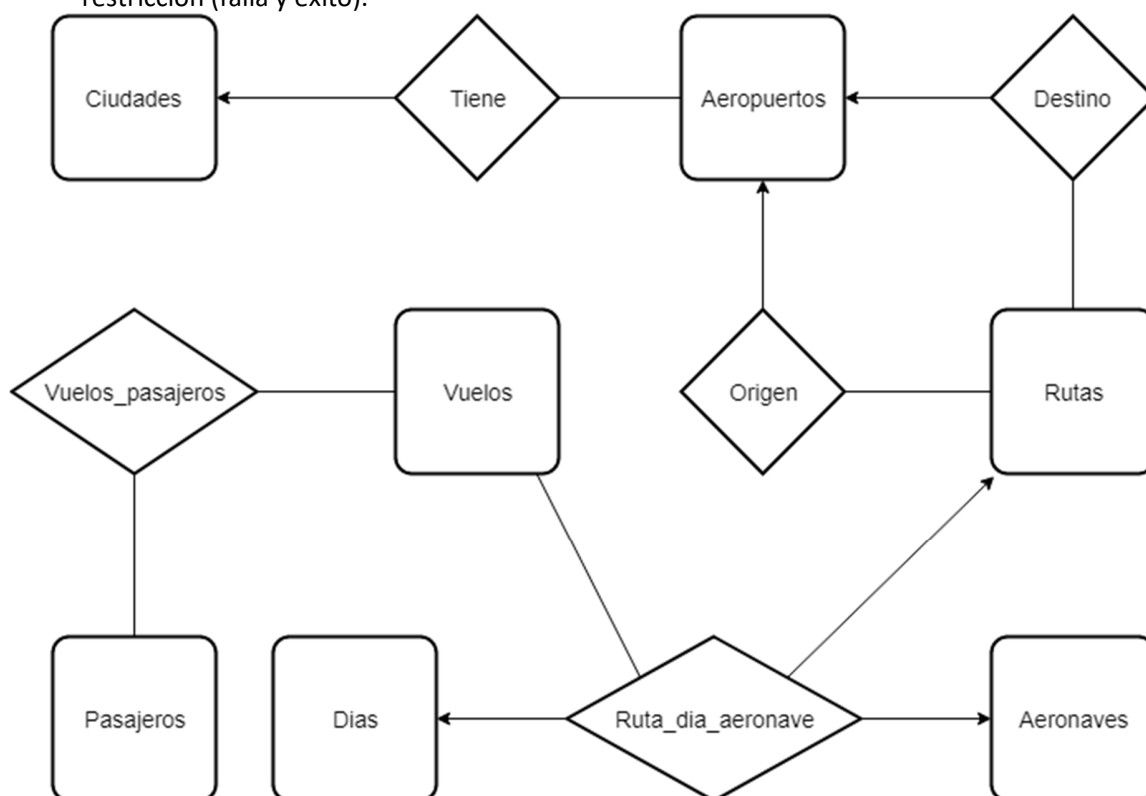 restricción (falla y éxito).
Ciudades
Tiene
Aeropuertos
Destino
Vuelos_pasajeros
Vuelos
Origen
Rutas
Pasajeros
Dias
Ruta_dia_aeronave
Aeronaves